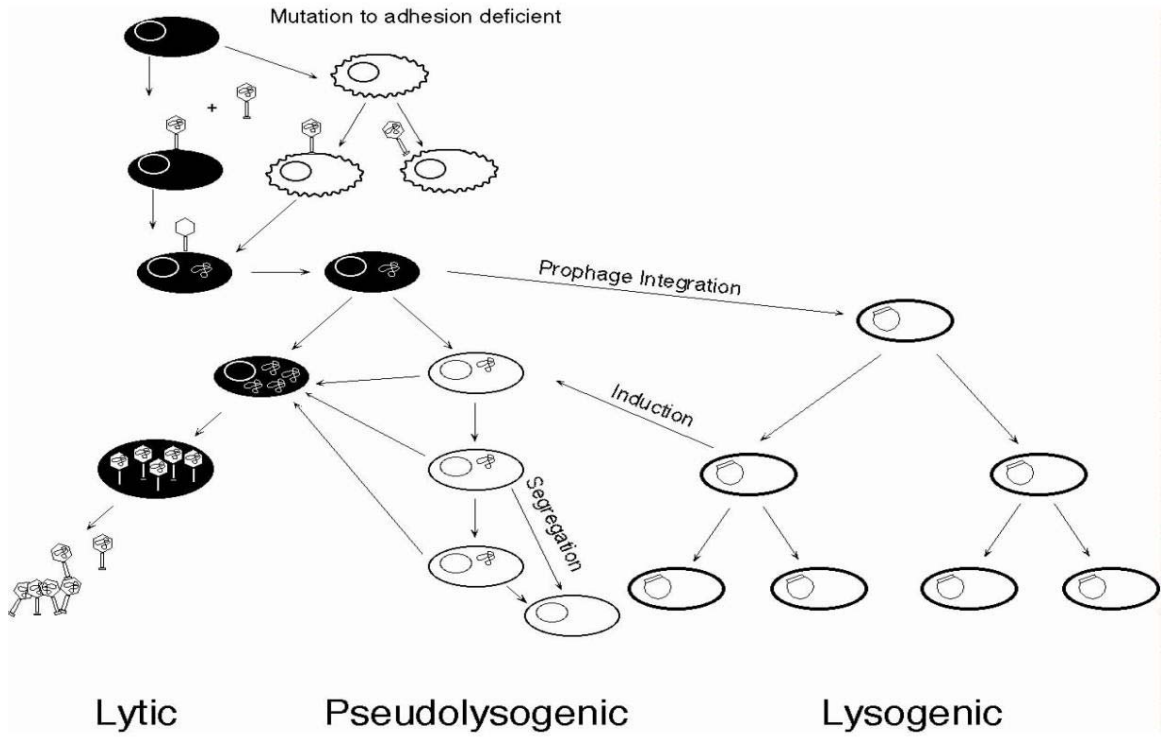 Mutation to adhesion deficient
+
Prophage Integration
Induction
Segregation
Lytic
Pseudolysogenic
Lysogenic